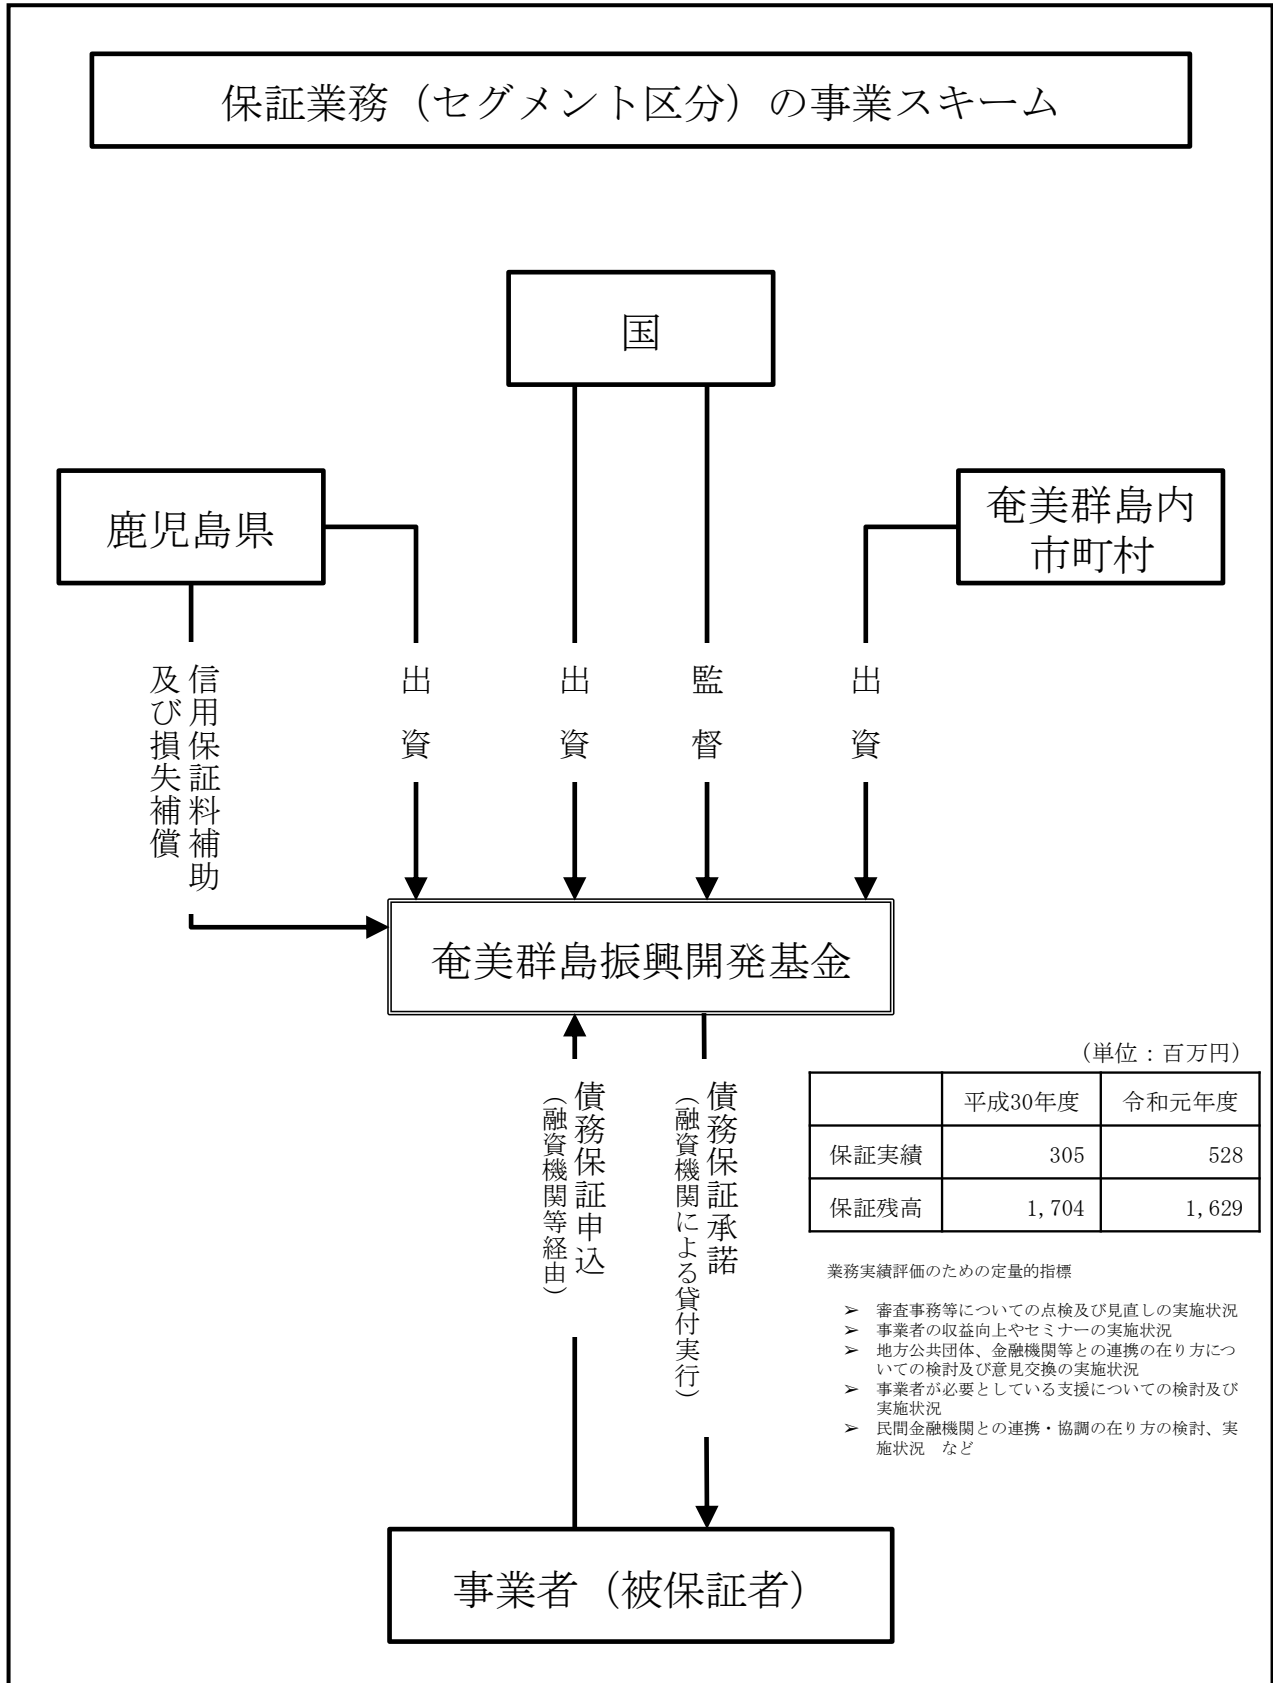 保証業務（セグメント区分）の事業スキーム
国
鹿児島県
奄美群島内
市町村
信用保証料補助
及び損失補償
出資
出資
監督
出資
奄美群島振興開発基金
債務保証申込
(融資機関等経由)
債務保証承諾
(融資機関による貸付実行)
（単位：百万円）
平成30年度 令和元年度
保証実績 305 528
保証残高 1,704 1,629
業務実績評価のための定量的指標
➢ 審査事務等についての点検及び見直しの実施状況
➢ 事業者の収益向上やセミナーの実施状況
➢ 地方公共団体、金融機関等との連携の在り方につ
いての検討及び意見交換の実施状況
➢ 事業者が必要としている支援についての検討及び
実施状況
➢ 民間金融機関との連携・協調の在り方の検討、実
施状況　など
事業者（被保証者）